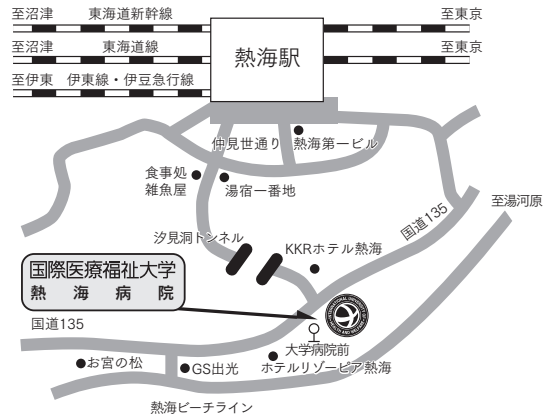 至沼津 東海道新幹線 至東京
至沼津 東海道線 至東京
至伊東 伊東線・伊豆急行線
熱海駅
仲見世通り 熱海第一ビル
食事処
雑魚屋
湯宿一番地
至湯河原
国道135
汐見洞トンネル
KKRホテル熱海
国際医療福祉大学
熱海病院
国道135
大学病院前
お宮の松
GS出光
ホテルリゾーピア熱海
熱海ビーチライン